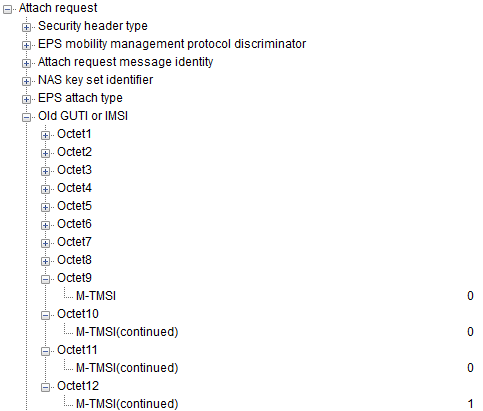 Attach request
Security header type
EPS mobility management protocol discriminator
Attach request message identity
NAS key set identifier
EPS attach type
Old GUTI or IMSI
Octet1
Octet2
Octet3
Octet4
Octet5
Octet6
Octet7
Octet8
Octet9
M-TMSI 0
Octet10
M-TMSI(continued) 0
Octet11
M-TMSI(continued) 0
Octet12
M-TMSI(continued) 1